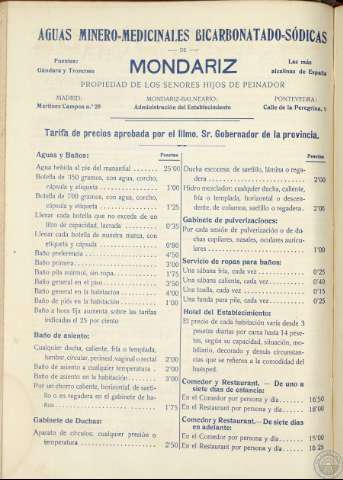 AGUAS MINERO-MEDICINALES BICARBONATADO-SÓDICAS
— DE —
Fuentes:
Gándara y Troncoso
MONDARIZ
Las más
alcalinas de España
PROPIEDAD DE LOS SEÑORES HIJOS DE PEINADOR
MADRID:
Martínez Campos n.º 29
MONDARIZ-BALNEARIO:
Administración del Establecimiento
PONTEVEDRA:
Calle de la Peregrina, 1
Tarifa de precios aprobada por el Ilmo. Sr. Gobernador de la provincia.
Aguas y Baños: Pesetas
Agua bebida al pie del manantial ....... 25'00
Botella de 350 gramos, con agua, corcho,
cápsula y etiqueta ....... 1'00
Botella de 700 gramos, con agua, corcho,
cápsula y etiqueta ....... 1'25
Llenar cada botella que no exceda de un
litro de capacidad, lacrada ....... 0'35
Llenar cada botella de nuestra marca, con
etiqueta y cápsula ....... 0'90
Baño preferencia ....... 4'50
Baño primera ....... 3'00
Baño pila mármol, sin ropa ....... 1'75
Baño general en el piso ....... 2'50
Baño general en la habitación ....... 4'00
Baño de piés en la habitación ....... 1'00
Baño a hora fija aumenta sobre las tarifas
indicadas el 25 por ciento
Baño de asiento:
Cualquier ducha, caliente, fría o templada,
lumbar, circular, perineal, vaginal o rectal 2'00
Baño de asiento a cualquier temperatura .. 2'00
Baño de asiento en la habitación ....... 3'00
Por un chorro caliente, horizontal, de sardi-
llo o en regadera en el gabinete de ba-
ños ....... 1'75
Gabinete de Duchas:
Aparato de círculos, cualquier presión o
temperatura ....... 2'50
Pesetas
Ducha escocesa, de sardillo, lámina o rega-
dera ....... 2'00
Hidro mezclador: cualquier ducha, caliente,
fría o templada, horizontal o descen-
dente, de columna, sardillo o regadera .. 2'00
Gabinete de pulverizaciones:
Por cada sesión de pulverización o de du-
chas capilares, nasales, oculares auricu-
lares ....... 1'00
Servicio de ropas para baños:
Una sábana fría, cada vez ....... 0'25
Una sábana caliente, cada vez ....... 0'40
Una toalla, cada vez ....... 0'15
Una funda para pile, cada vez ....... 0'25
Hotel del Establecimiento:
El precio de cada habitación varía desde 3
pesetas diarias por cama hasta 14 pese-
tas, según su capacidad, situación, mo-
biliario, decorado y demás circunstan-
cias que se refieren a la comodidad del
huésped.
Comedor y Restaurant. — De uno a
siete días de estancia:
En el Comedor por persona y día ....... 16'50
En el Restaurant por persona y día ....... 18'00
Comedor y Restaurant.—De siete días
en adelante:
En el Comedor por persona y día ....... 15'00
En el Restaurant por persona y día ....... 16'25